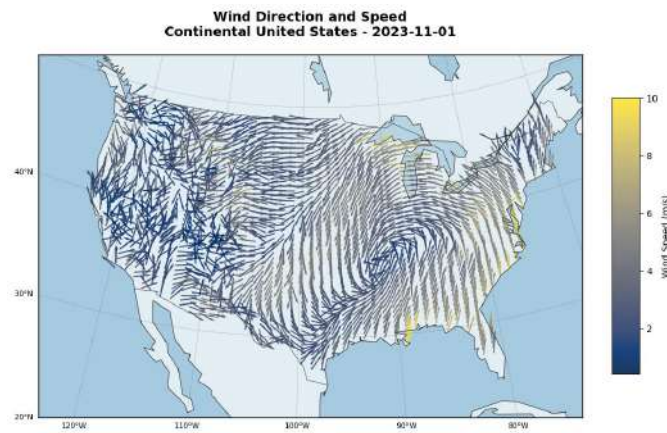 Wind Direction and Speed
Continental United States - 2023-11-01
10
8
6
4
2
Wind Speed (m/s)
40°N
30°N
20°N
120°W
110°W
100°W
90°W
80°W